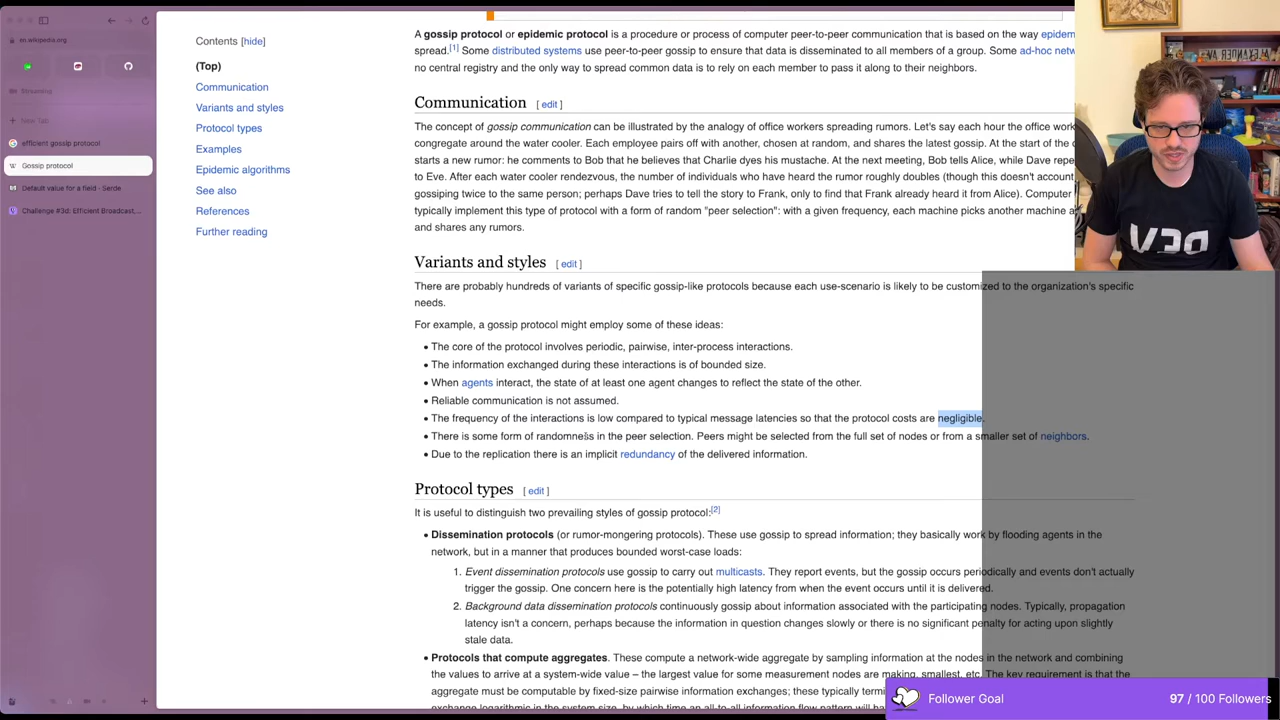 en.wikipedia.org
Streaming
New Tab
efficient gossip protocol
Gossip protocol
Default value for a field · Serde
Challenge #3d: Efficient Broadcast,...
Contents [hide]
(Top)
Communication
Variants and styles
Protocol types
Examples
Epidemic algorithms
See also
References
Further reading
A gossip protocol or epidemic protocol is a procedure or process of computer peer-to-peer communication that is based on the way epidem
spread.[1] Some distributed systems use peer-to-peer gossip to ensure that data is disseminated to all members of a group. Some ad-hoc netw
no central registry and the only way to spread common data is to rely on each member to pass it along to their neighbors.
Communication [ edit ]
The concept of gossip communication can be illustrated by the analogy of office workers spreading rumors. Let's say each hour the office work
congregate around the water cooler. Each employee pairs off with another, chosen at random, and shares the latest gossip. At the start of the
starts a new rumor: he comments to Bob that he believes that Charlie dyes his mustache. At the next meeting, Bob tells Alice, while Dave repe
to Eve. After each water cooler rendezvous, the number of individuals who have heard the rumor roughly doubles (though this doesn't account
gossiping twice to the same person; perhaps Dave tries to tell the story to Frank, only to find that Frank already heard it from Alice). Computer
typically implement this type of protocol with a form of random "peer selection": with a given frequency, each machine picks another machine a
and shares any rumors.
Variants and styles [ edit ]
There are probably hundreds of variants of specific gossip-like protocols because each use-scenario is likely to be customized to the organization's specific
needs.
For example, a gossip protocol might employ some of these ideas:
• The core of the protocol involves periodic, pairwise, inter-process interactions.
• The information exchanged during these interactions is of bounded size.
• When agents interact, the state of at least one agent changes to reflect the state of the other.
• Reliable communication is not assumed.
• The frequency of the interactions is low compared to typical message latencies so that the protocol costs are negligible.
• There is some form of randomness in the peer selection. Peers might be selected from the full set of nodes or from a smaller set of neighbors.
• Due to the replication there is an implicit redundancy of the delivered information.
Protocol types [ edit ]
It is useful to distinguish two prevailing styles of gossip protocol:[2]
• Dissemination protocols (or rumor-mongering protocols). These use gossip to spread information; they basically work by flooding agents in the
network, but in a manner that produces bounded worst-case loads:
1. Event dissemination protocols use gossip to carry out multicasts. They report events, but the gossip occurs periodically and events don't actually
trigger the gossip. One concern here is the potentially high latency from when the event occurs until it is delivered.
2. Background data dissemination protocols continuously gossip about information associated with the participating nodes. Typically, propagation
latency isn't a concern, perhaps because the information in question changes slowly or there is no significant penalty for acting upon slightly
stale data.
• Protocols that compute aggregates. These compute a network-wide aggregate by sampling information at the nodes in the network and combining
the values to arrive at a system-wide value – the largest value for some measurement nodes are making, smallest, etc. The key requirement is that the
aggregate must be computable by fixed-size pairwise information exchanges; these typically termi
exchange logarithmic in the system size, by which time an all-to-all information flow pattern will ha
Follower Goal
97 / 100 Followers